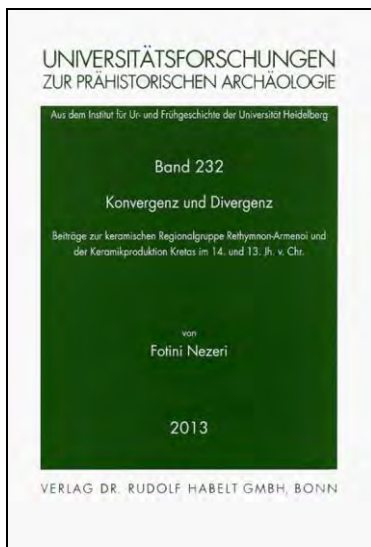 UNIVERSITÄTSFORSCHUNGEN
ZUR PRÄHISTORISCHEN ARCHÄOLOGIE
Aus dem Institut für Ur- und Frühgeschichte der Universität Heidelberg
Band 232
Konvergenz und Divergenz
Beiträge zur keramischen Regionalgruppe Rethymnon-Armenoi und
der Keramikproduktion Kretas im 14. und 13. Jh. v. Chr.
von
Fotini Nezeri
2013
VERLAG DR. RUDOLF HABELT GMBH, BONN